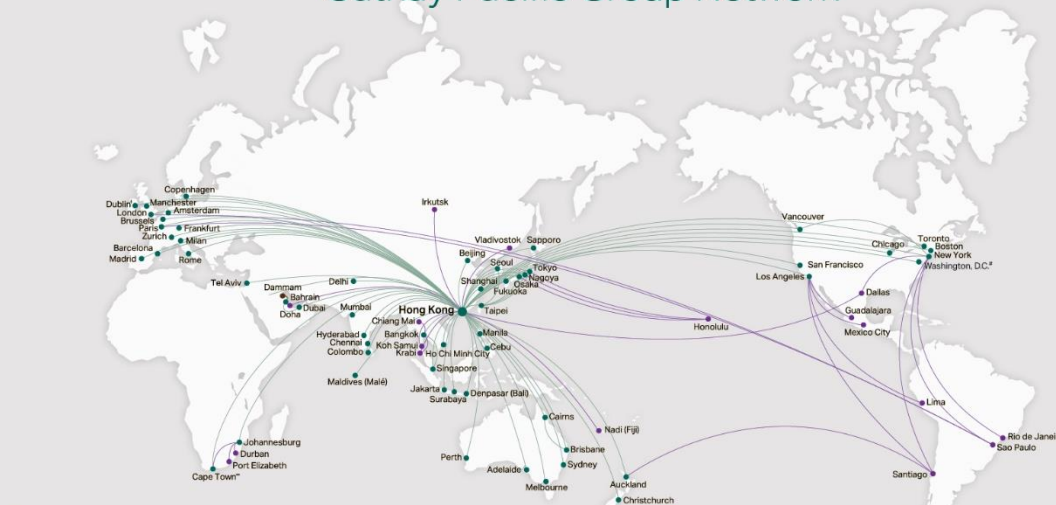 Cathay Pacific Group Network
Copenhagen
Dublin
Manchester
London
Amsterdam
Brussels
Paris
Frankfurt
Zurich
Milan
Barcelona
Madrid
Rome
Irkutsk
Vladivostok
Sapporo
Beijing
Seoul
Tokyo
Nagoya
Osaka
Shanghai
Fukuoka
Tel Aviv
Delhi
Dammam
Bahrain
Dubai
Doha
Mumbai
Hong Kong
Taipei
Chiang Mai
Hyderabad
Bangkok
Manila
Chennai
Koh Samui
Colombo
Krabi
Ho Chi Minh City
Cebu
Singapore
Maldives (Malé)
Jakarta
Surabaya
Denpasar (Bali)
Cairns
Nadi (Fiji)
Johannesburg
Durban
Port Elizabeth
Cape Town
Perth
Brisbane
Adelaide
Sydney
Melbourne
Auckland
Christchurch
Vancouver
Toronto
Chicago
Boston
New York
Washington, D.C.
San Francisco
Los Angeles
Dallas
Guadalajara
Honolulu
Mexico City
Lima
Rio de Janei
Sao Paulo
Santiago